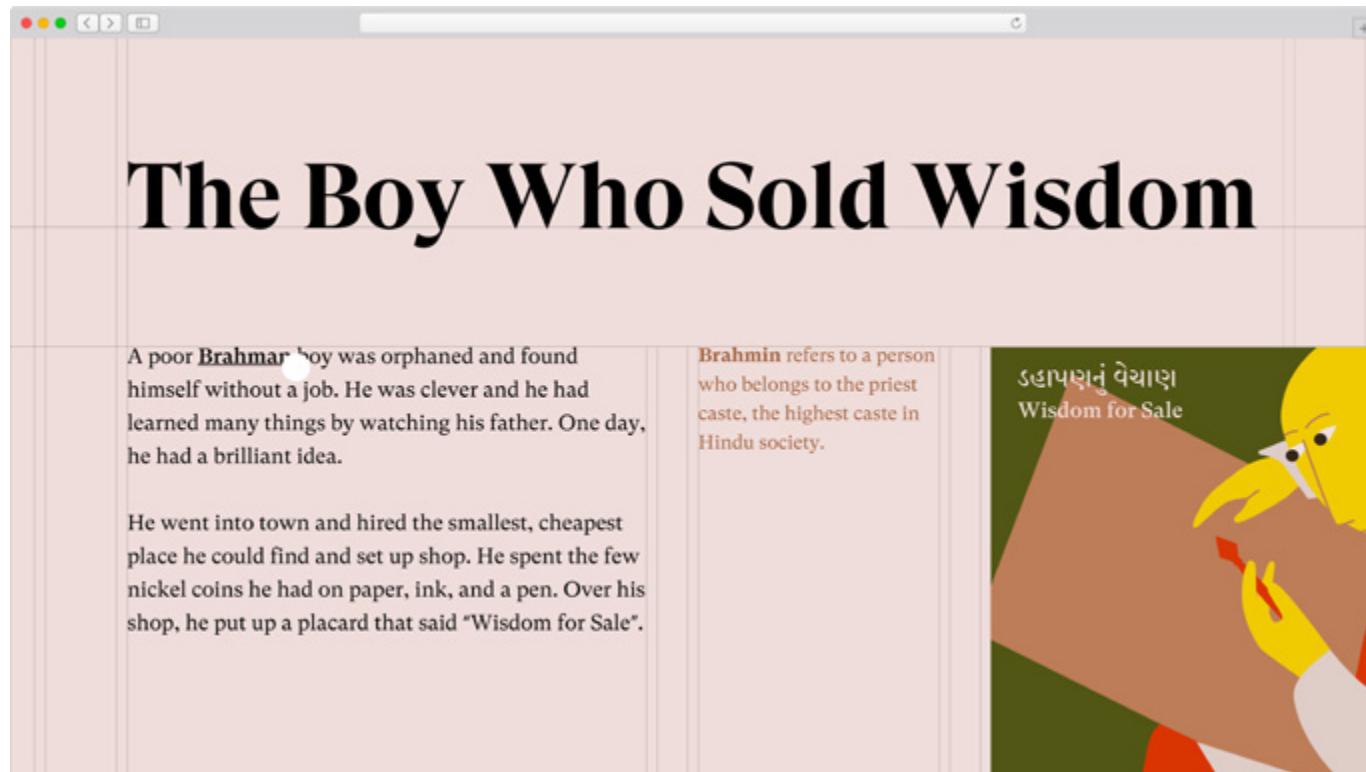 The Boy Who Sold Wisdom
A poor Brahman boy was orphaned and found
himself without a job. He was clever and he had
learned many things by watching his father. One day,
he had a brilliant idea.
He went into town and hired the smallest, cheapest
place he could find and set up shop. He spent the few
nickel coins he had on paper, ink, and a pen. Over his
shop, he put up a placard that said “Wisdom for Sale”.
Brahmin refers to a person
who belongs to the priest
caste, the highest caste in
Hindu society.
ડહાપણનું વેચાણ
Wisdom for Sale